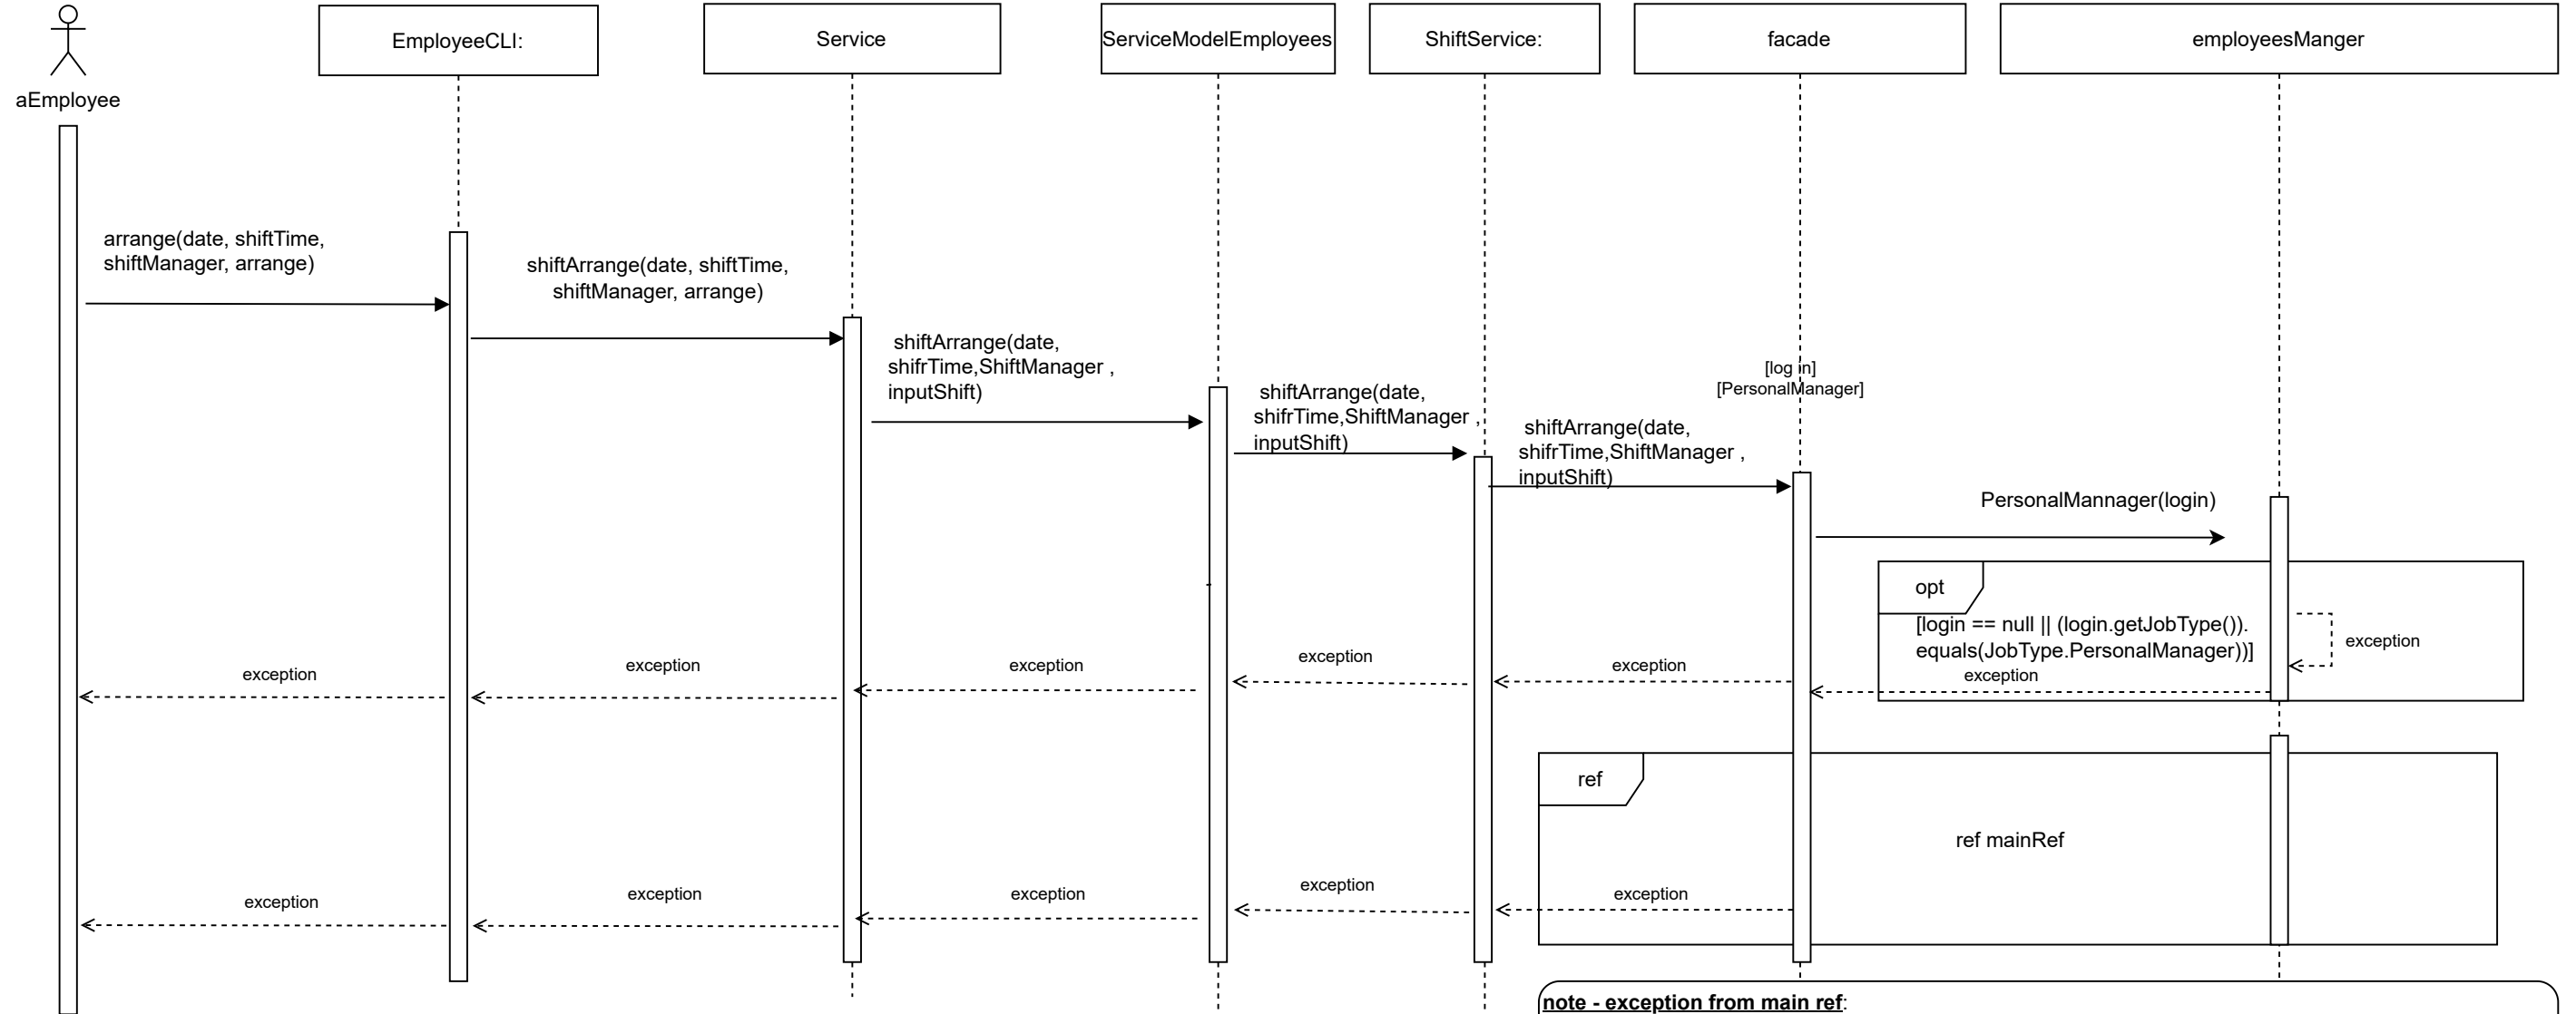 EmployeeCLI:
Service
ServiceModelEmployees
ShiftService:
facade
employeesManger
aEmployee
arrange(date, shiftTime,
shiftManager, arrange)
shiftArrange(date, shiftTime,
shiftManager, arrange)
shiftArrange(date,
shifrTime,ShiftManager ,
inputShift)
shiftArrange(date,
shifrTime,ShiftManager ,
inputShift)
[log in]
[PersonalManager]
shiftArrange(date,
shifrTime,ShiftManager ,
inputShift)
PersonalMannager(login)
opt
[login == null || (login.getJobType()).
equals(JobType.PersonalManager))]
exception
exception
exception
exception
exception
exception
exception
exception
ref
ref mainRef
exception
exception
exception
exception
exception
note - exception from main ref: